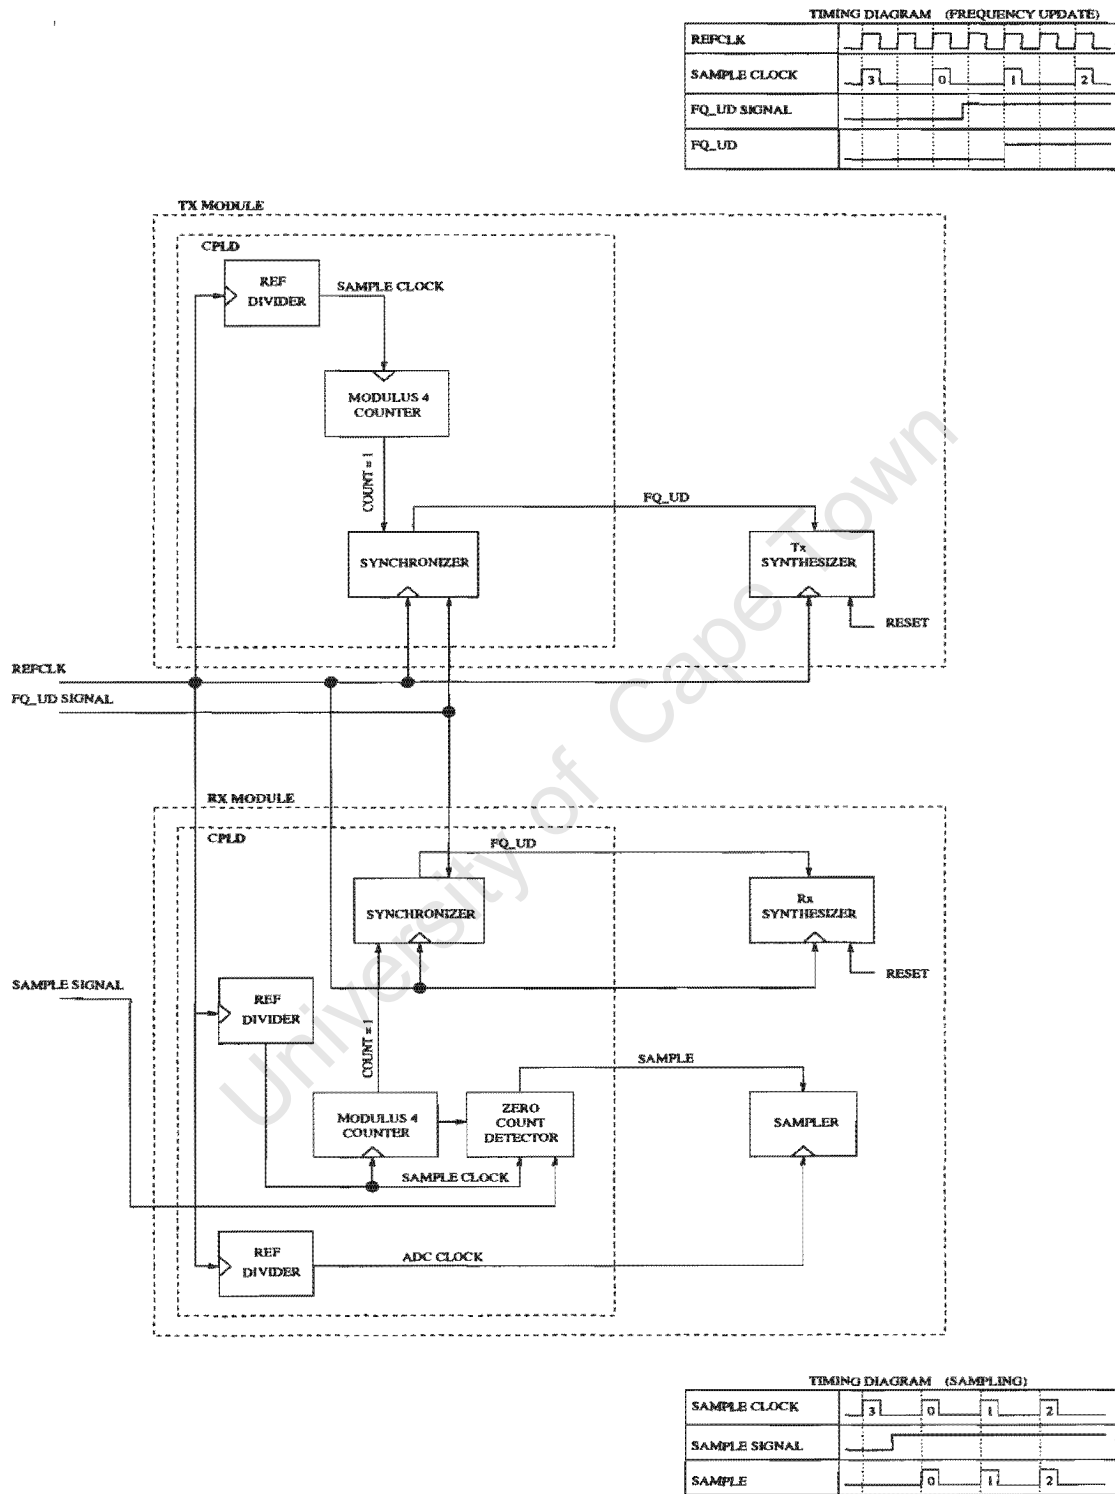 TIMING DIAGRAM (FREQUENCY UPDATE)
REFCLK
SAMPLE CLOCK 3 0 1 2
FQ_UD SIGNAL
FQ_UD
TX MODULE
CPLD
REF
DIVIDER
SAMPLE CLOCK
MODULUS 4
COUNTER
COUNT = 1
FQ_UD
SYNCHRONIZER
Tx
SYNTHESIZER
RESET
REFCLK
FQ_UD SIGNAL
RX MODULE
CPLD
FQ_UD
SYNCHRONIZER
Rx
SYNTHESIZER
RESET
SAMPLE SIGNAL
REF
DIVIDER
COUNT = 1
SAMPLE
MODULUS 4
COUNTER
ZERO
COUNT
DETECTOR
SAMPLER
SAMPLE CLOCK
REF
DIVIDER
ADC CLOCK
University of Cape Town
TIMING DIAGRAM (SAMPLING)
SAMPLE CLOCK 3 0 1 2
SAMPLE SIGNAL
SAMPLE 0 1 2